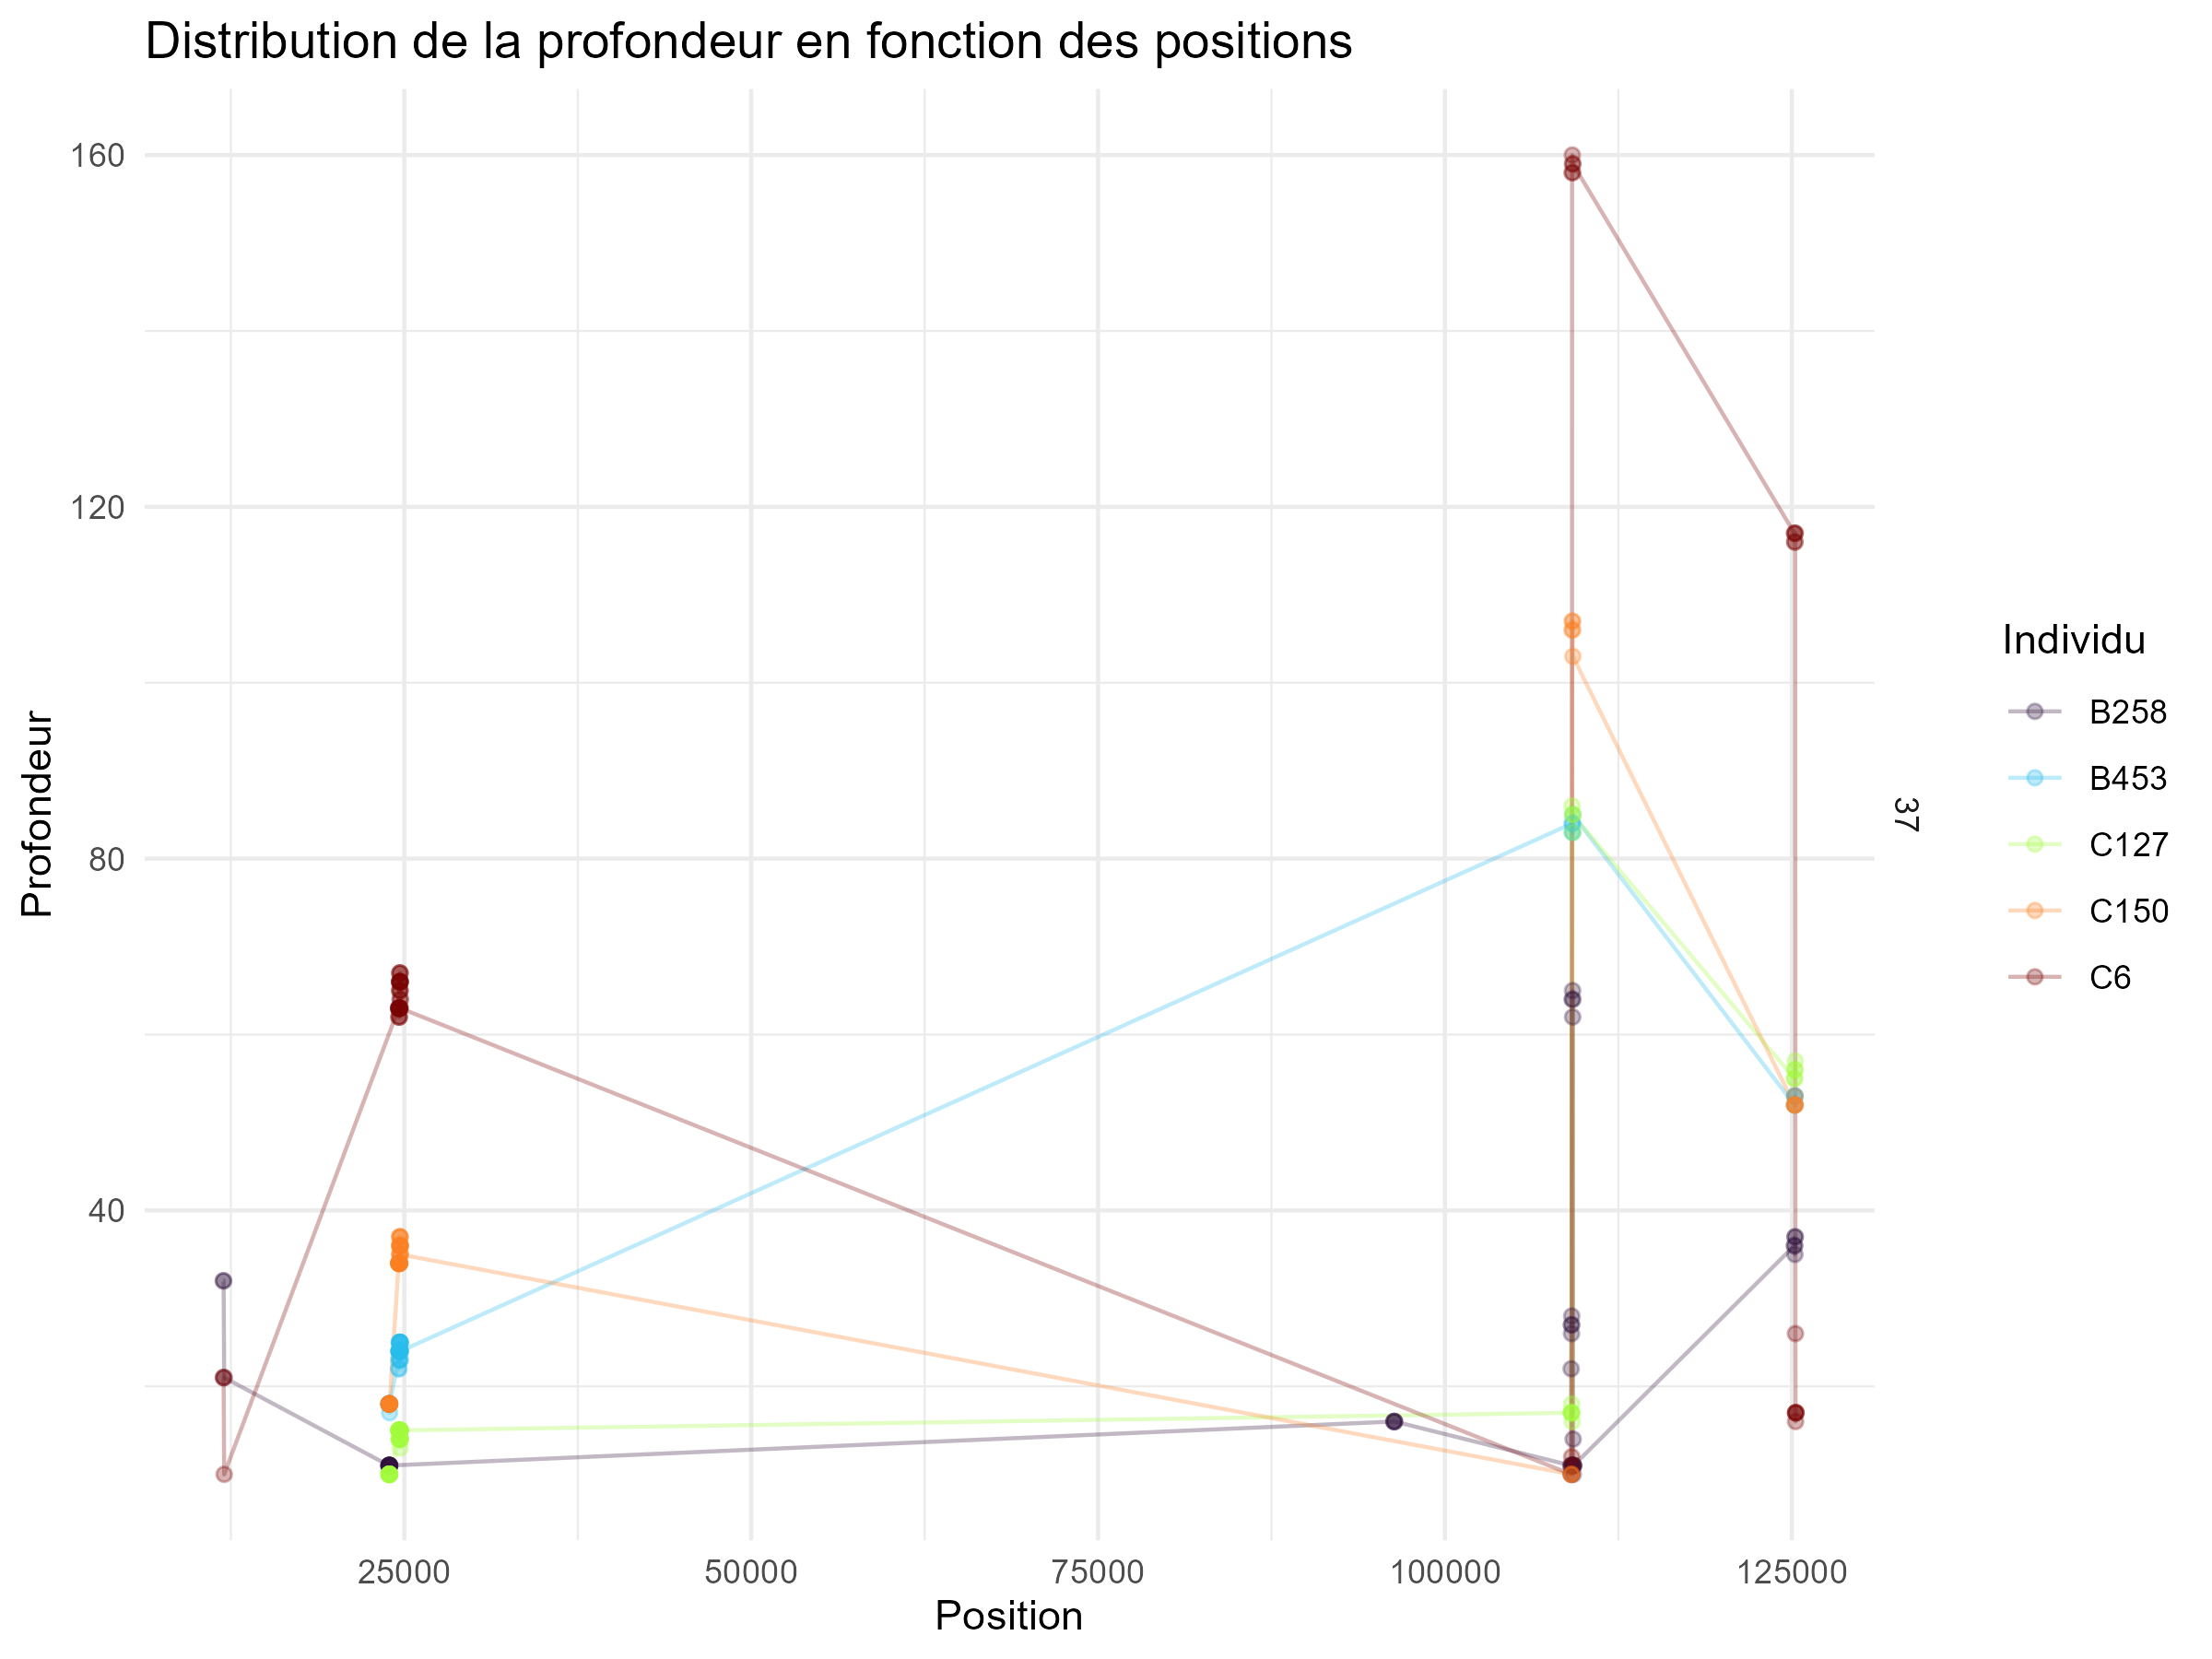 Distribution de la profondeur en fonction des positions
160
120
80
40
Profondeur
25000
50000
75000
100000
125000
Position
37
Individu
B258
B453
C127
C150
C6